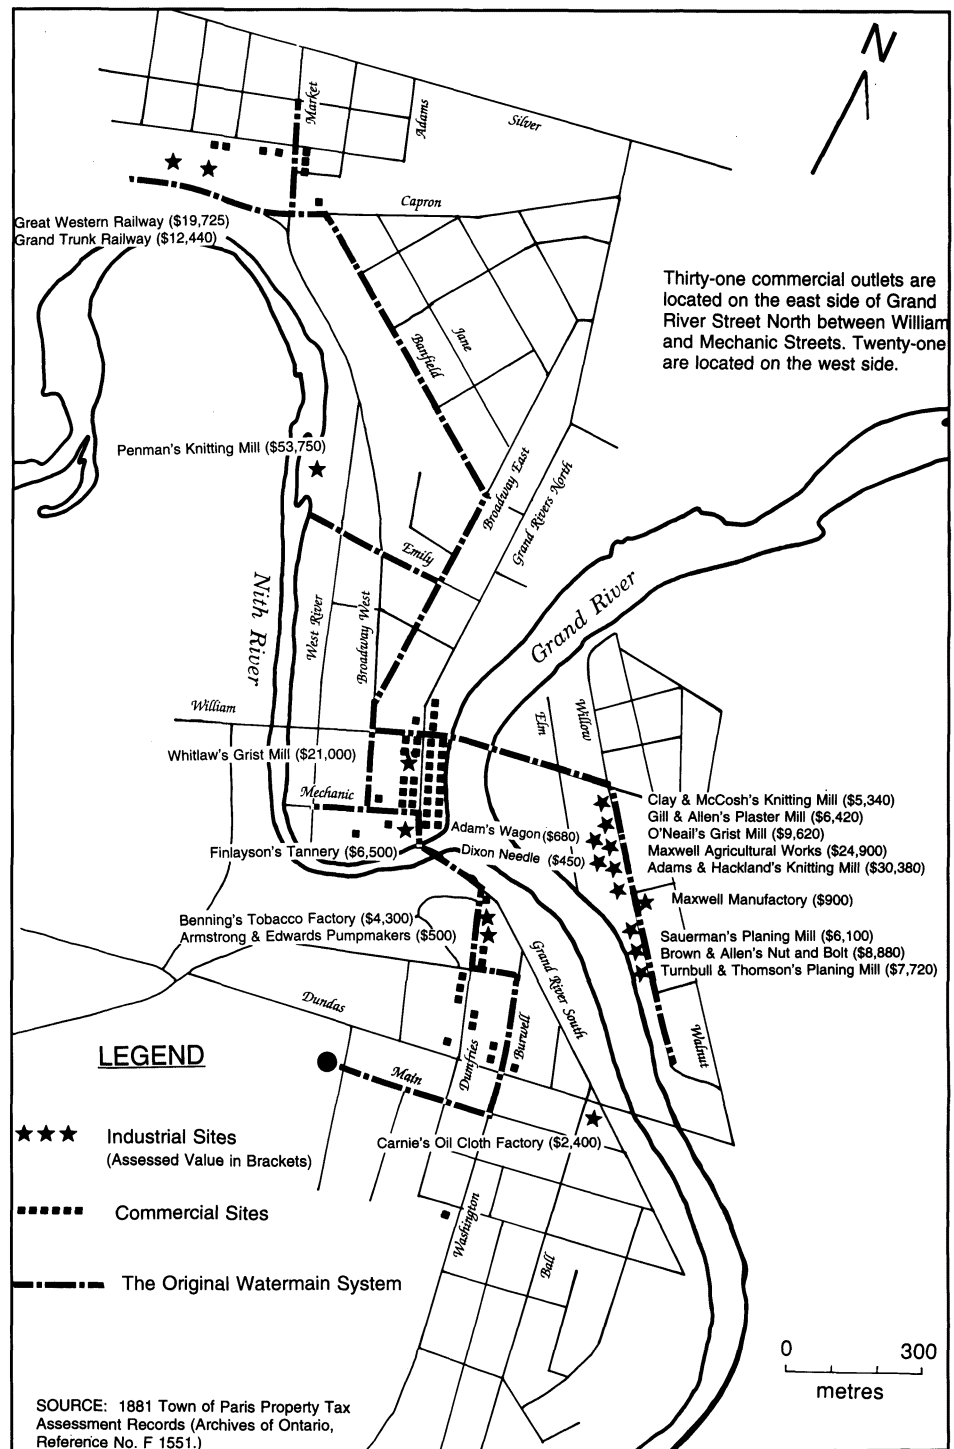 N
Market
Adams
Silver
Capron
Great Western Railway ($19,725)
Grand Trunk Railway ($12,440)
Thirty-one commercial outlets are
located on the east side of Grand
River Street North between William
and Mechanic Streets. Twenty-one
are located on the west side.
Jane
Banfield
Penman's Knitting Mill ($53,750)
Broadway East
Grand Rivers North
Emily
Nith River
West River
Broadway West
Grand River
William
Elm
Willow
Whitlaw's Grist Mill ($21,000)
Mechanic
Clay & McCosh's Knitting Mill ($5,340)
Gill & Allen's Plaster Mill ($6,420)
O'Neail's Grist Mill ($9,620)
Maxwell Agricultural Works ($24,900)
Adams & Hackland's Knitting Mill ($30,380)
Adam's Wagon ($680)
Dixon Needle ($450)
Finlayson's Tannery ($6,500)
Maxwell Manufactory ($900)
Benning's Tobacco Factory ($4,300)
Armstrong & Edwards Pumpmakers ($500)
Sauerman's Planing Mill ($6,100)
Brown & Allen's Nut and Bolt ($8,880)
Turnbull & Thomson's Planing Mill ($7,720)
Grand River South
Dundas
Burwell
Dumfries
Walnut
Main
Carnie's Oil Cloth Factory ($2,400)
Washington
Ball
LEGEND
Industrial Sites
(Assessed Value in Brackets)
Commercial Sites
The Original Watermain System
0 300
metres
SOURCE: 1881 Town of Paris Property Tax
Assessment Records (Archives of Ontario,
Reference No. F 1551.)